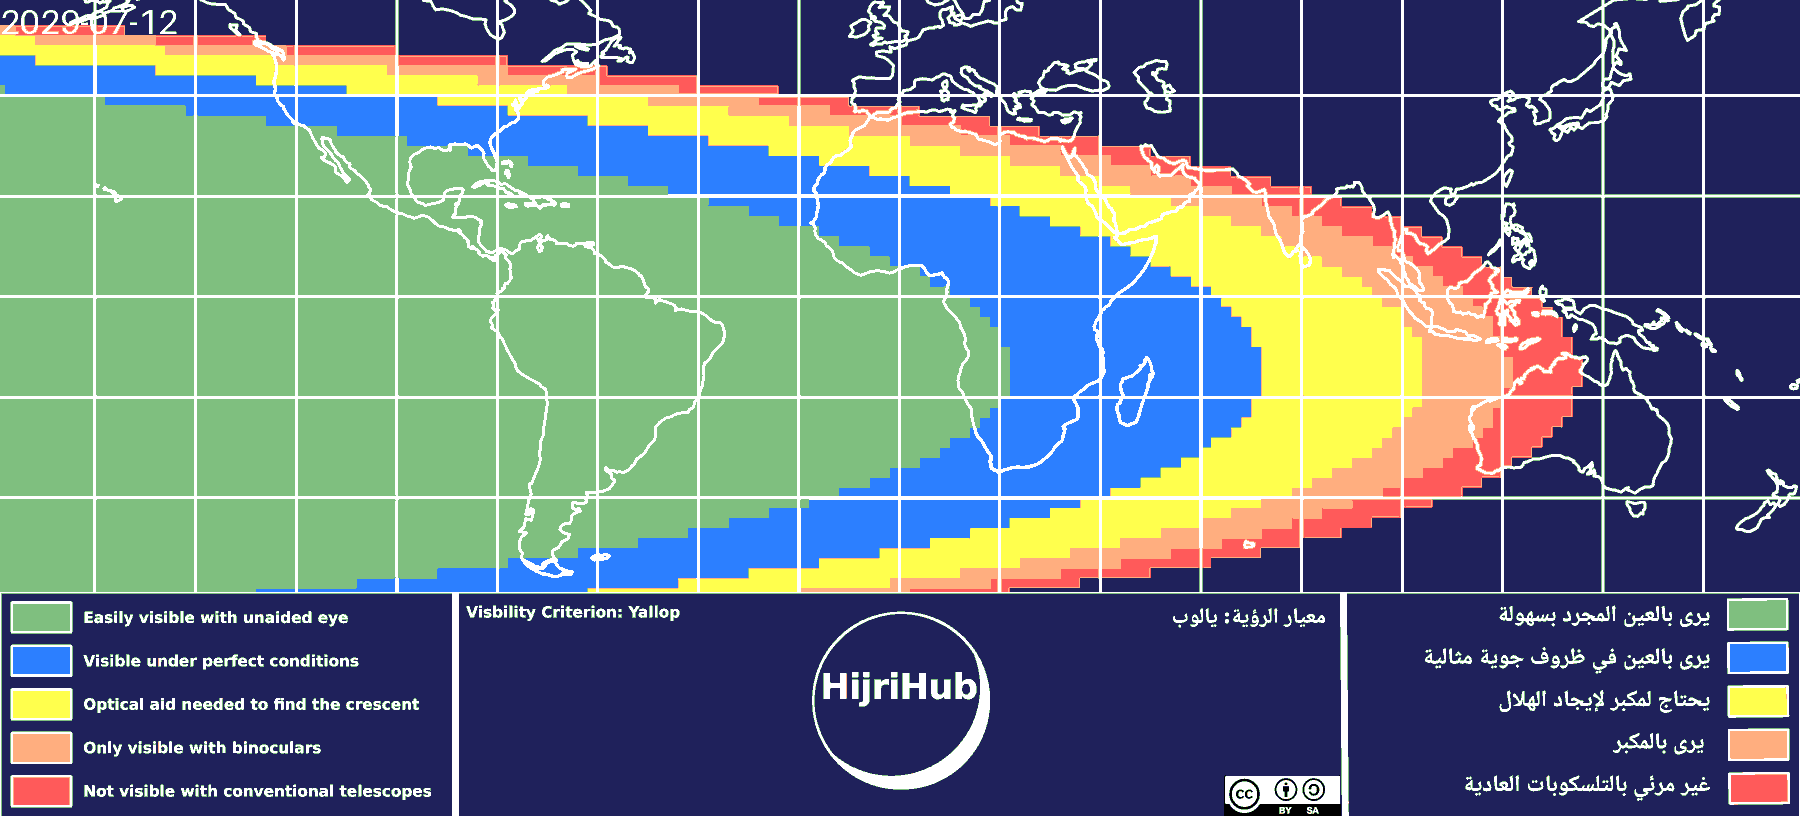 2029-07-12
Easily visible with unaided eye
Visible under perfect conditions
Optical aid needed to find the crescent
Only visible with binoculars
Not visible with conventional telescopes
Visbility Criterion: Yallop
معيار الرؤية: يالوب
HijriHub
cc
BY SA
يرى بالعين المجرد بسهولة
يرى بالعين في ظروف جوية مثالية
يحتاج لمكبر لإيجاد الهلال
يرى بالمكبر
غير مرئي بالتلسكوبات العادية